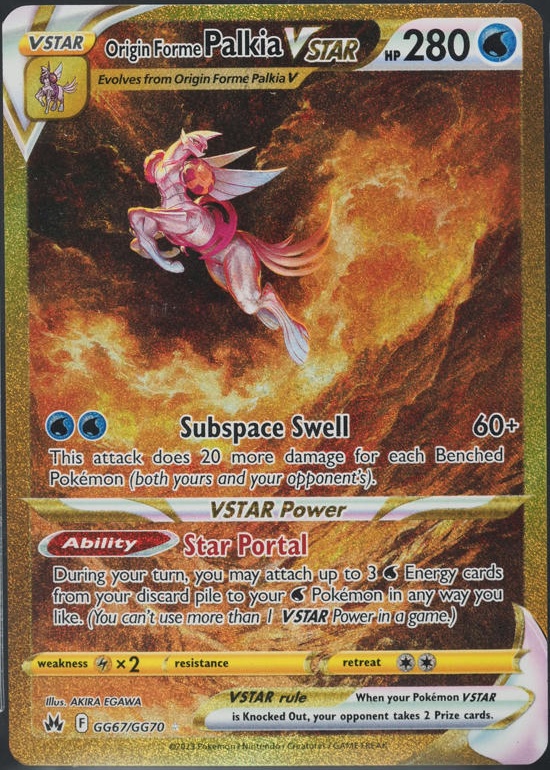 VSTAR
Origin Forme Palkia VSTAR HP 280
Evolves from Origin Forme Palkia V
Subspace Swell 60+
This attack does 20 more damage for each Benched
Pokémon (both yours and your opponent's).
VSTAR Power
Ability Star Portal
During your turn, you may attach up to 3 Energy cards
from your discard pile to your Pokémon in any way you
like. (You can't use more than 1 VSTAR Power in a game.)
weakness ×2 resistance retreat
Illus. AKIRA EGAWA
VSTAR rule When your Pokémon VSTAR
is Knocked Out, your opponent takes 2 Prize cards.
F GG67/GG70
©2023 Pokémon / Nintendo / Creatures / GAME FREAK